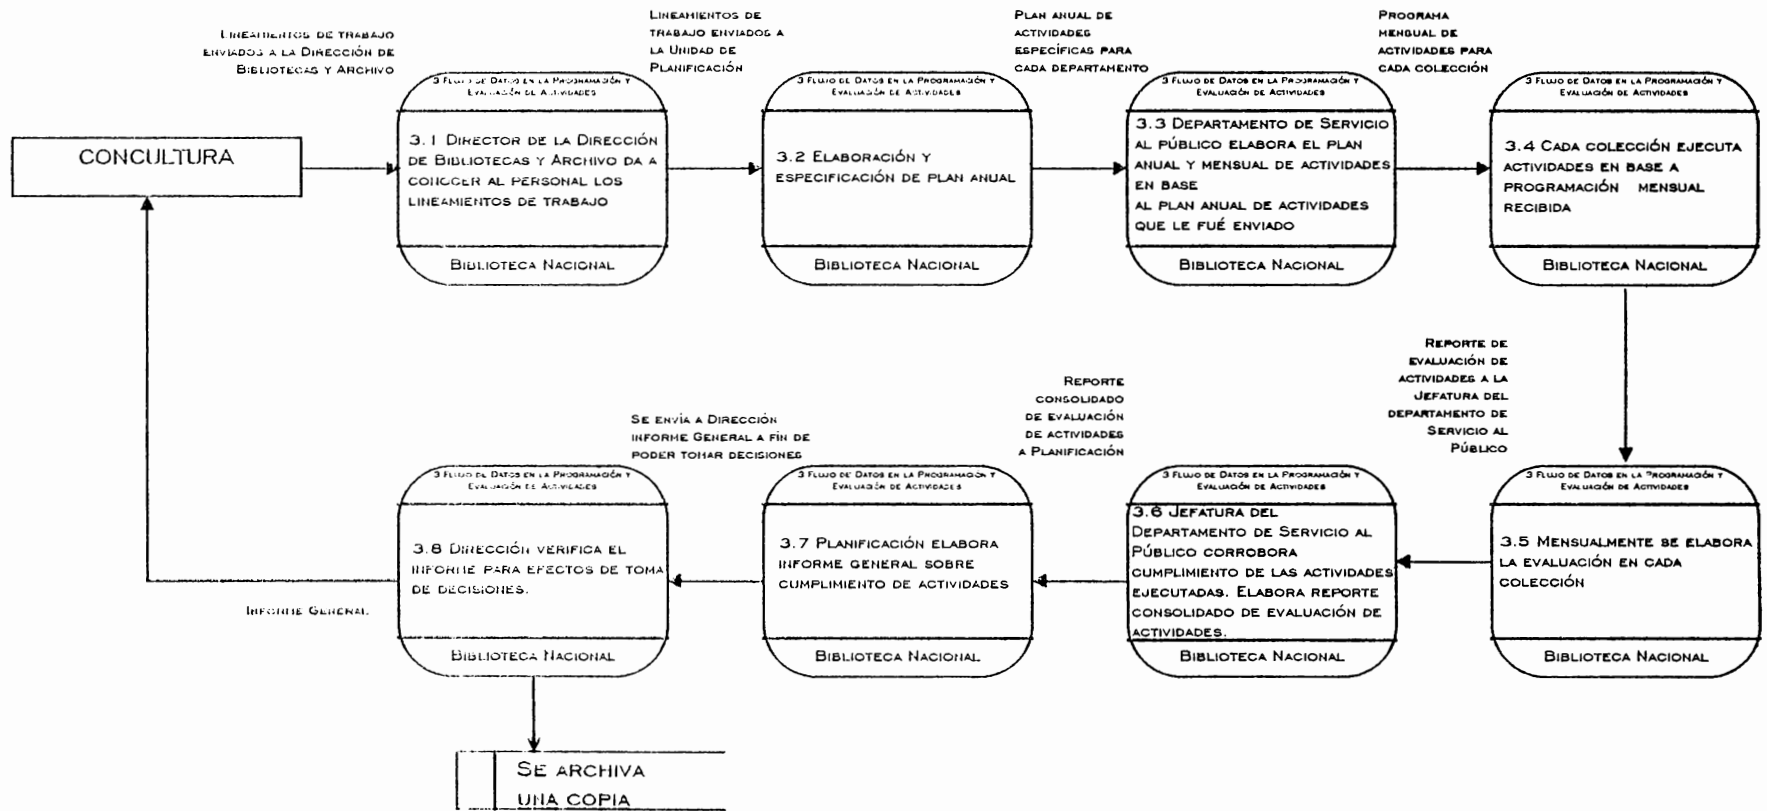 Lineamientos de trabajo
enviados a la Dirección de
Bibliotecas y Archivo
Lineamientos de
trabajo enviados a
la Unidad de
Planificación
Plan anual de
actividades
específicas para
cada departamento
Programa
mensual de
actividades para
cada colección
CONCULTURA
3 Flujo de Datos en la Programación y
Evaluación de Actividades
3.1 Director de la Dirección
de Bibliotecas y Archivo da a
conocer al personal los
lineamientos de trabajo
Biblioteca Nacional
3 Flujo de Datos en la Programación y
Evaluación de Actividades
3.2 Elaboración y
especificación de plan anual
Biblioteca Nacional
3 Flujo de Datos en la Programación y
Evaluación de Actividades
3.3 Departamento de Servicio
al público elabora el plan
anual y mensual de actividades
en base
al plan anual de actividades
que le fué enviado
Biblioteca Nacional
3 Flujo de Datos en la Programación y
Evaluación de Actividades
3.4 Cada colección ejecuta
actividades en base a
programación mensual
recibida
Biblioteca Nacional
Reporte de
evaluación de
actividades a la
Jefatura del
departamento de
Servicio al
Público
3 Flujo de Datos en la Programación y
Evaluación de Actividades
3.5 Mensualmente se elabora
la evaluación en cada
colección
Biblioteca Nacional
Reporte
consolidado
de evaluación
de actividades
a Planificación
3 Flujo de Datos en la Programación y
Evaluación de Actividades
3.6 Jefatura del
Departamento de Servicio al
Público corrobora
cumplimiento de las actividades
ejecutadas. Elabora reporte
consolidado de evaluación de
actividades.
Biblioteca Nacional
Se envía a Dirección
informe General a fín de
poder tomar decisiones
3 Flujo de Datos en la Programación y
Evaluación de Actividades
3.7 Planificación elabora
informe general sobre
cumplimiento de actividades
Biblioteca Nacional
3 Flujo de Datos en la Programación y
Evaluación de Actividades
3.8 Dirección verifica el
informe para efectos de toma
de decisiones.
Biblioteca Nacional
Informe General
Se archiva
una copia